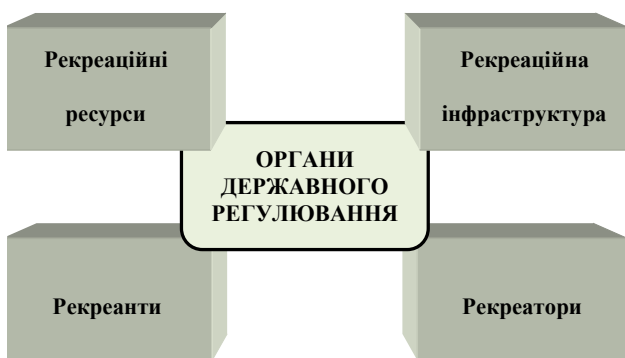 Рекреаційні
ресурси
Рекреаційна
інфраструктура
ОРГАНИ
ДЕРЖАВНОГО
РЕГУЛЮВАННЯ
Рекреанти
Рекреатори